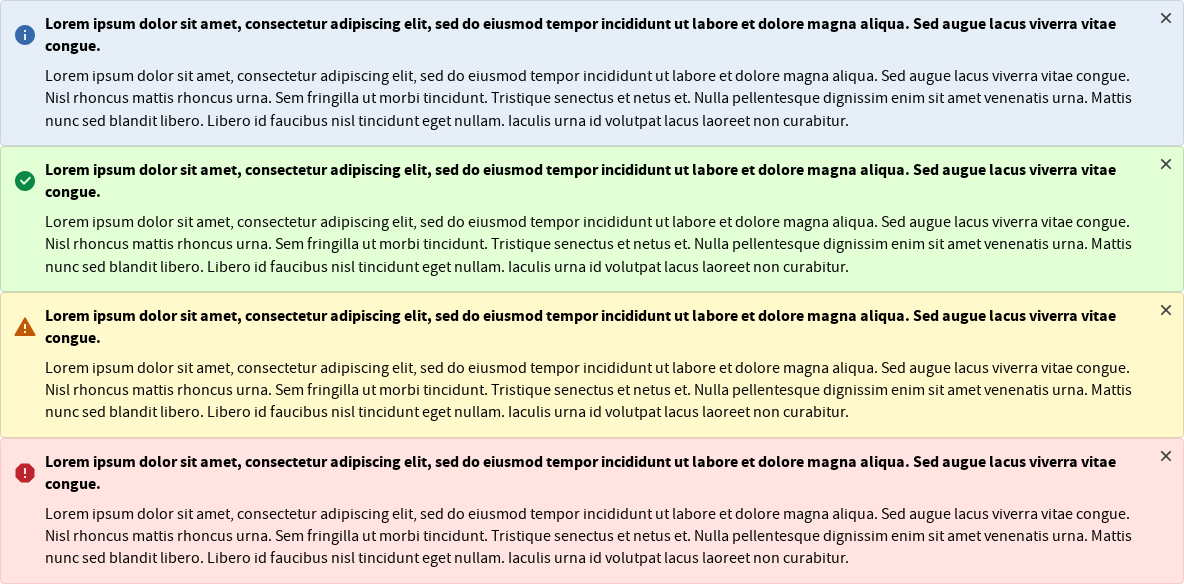 Lorem ipsum dolor sit amet, consectetur adipiscing elit, sed do eiusmod tempor incididunt ut labore et dolore magna aliqua. Sed augue lacus viverra vitae
congue.
Lorem ipsum dolor sit amet, consectetur adipiscing elit, sed do eiusmod tempor incididunt ut labore et dolore magna aliqua. Sed augue lacus viverra vitae congue.
Nisl rhoncus mattis rhoncus urna. Sem fringilla ut morbi tincidunt. Tristique senectus et netus et. Nulla pellentesque dignissim enim sit amet venenatis urna. Mattis
nunc sed blandit libero. Libero id faucibus nisl tincidunt eget nullam. Iaculis urna id volutpat lacus laoreet non curabitur.
Lorem ipsum dolor sit amet, consectetur adipiscing elit, sed do eiusmod tempor incididunt ut labore et dolore magna aliqua. Sed augue lacus viverra vitae
congue.
Lorem ipsum dolor sit amet, consectetur adipiscing elit, sed do eiusmod tempor incididunt ut labore et dolore magna aliqua. Sed augue lacus viverra vitae congue.
Nisl rhoncus mattis rhoncus urna. Sem fringilla ut morbi tincidunt. Tristique senectus et netus et. Nulla pellentesque dignissim enim sit amet venenatis urna. Mattis
nunc sed blandit libero. Libero id faucibus nisl tincidunt eget nullam. Iaculis urna id volutpat lacus laoreet non curabitur.
Lorem ipsum dolor sit amet, consectetur adipiscing elit, sed do eiusmod tempor incididunt ut labore et dolore magna aliqua. Sed augue lacus viverra vitae
congue.
Lorem ipsum dolor sit amet, consectetur adipiscing elit, sed do eiusmod tempor incididunt ut labore et dolore magna aliqua. Sed augue lacus viverra vitae congue.
Nisl rhoncus mattis rhoncus urna. Sem fringilla ut morbi tincidunt. Tristique senectus et netus et. Nulla pellentesque dignissim enim sit amet venenatis urna. Mattis
nunc sed blandit libero. Libero id faucibus nisl tincidunt eget nullam. Iaculis urna id volutpat lacus laoreet non curabitur.
Lorem ipsum dolor sit amet, consectetur adipiscing elit, sed do eiusmod tempor incididunt ut labore et dolore magna aliqua. Sed augue lacus viverra vitae
congue.
Lorem ipsum dolor sit amet, consectetur adipiscing elit, sed do eiusmod tempor incididunt ut labore et dolore magna aliqua. Sed augue lacus viverra vitae congue.
Nisl rhoncus mattis rhoncus urna. Sem fringilla ut morbi tincidunt. Tristique senectus et netus et. Nulla pellentesque dignissim enim sit amet venenatis urna. Mattis
nunc sed blandit libero. Libero id faucibus nisl tincidunt eget nullam. Iaculis urna id volutpat lacus laoreet non curabitur.